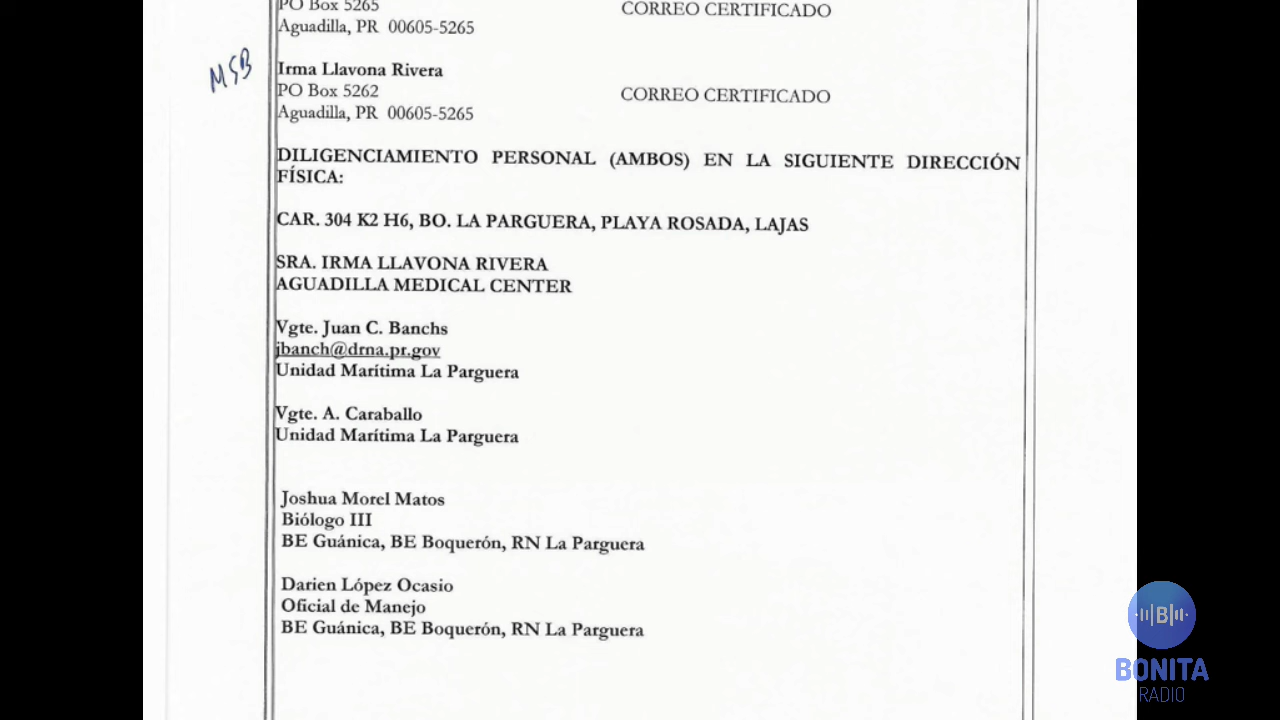 PO Box 5265
CORREO CERTIFICADO
Aguadilla, PR 00605-5265
MSB
Irma Llavona Rivera
PO Box 5262
CORREO CERTIFICADO
Aguadilla, PR 00605-5265
DILIGENCIAMIENTO PERSONAL (AMBOS) EN LA SIGUIENTE DIRECCIÓN
FÍSICA:
CAR. 304 K2 H6, BO. LA PARGUERA, PLAYA ROSADA, LAJAS
SRA. IRMA LLAVONA RIVERA
AGUADILLA MEDICAL CENTER
Vgte. Juan C. Banchs
jbanch@drna.pr.gov
Unidad Marítima La Parguera
Vgte. A. Caraballo
Unidad Marítima La Parguera
Joshua Morel Matos
Biólogo III
BE Guánica, BE Boquerón, RN La Parguera
Darien López Ocasio
Oficial de Manejo
BE Guánica, BE Boquerón, RN La Parguera
B
BONITA
RADIO